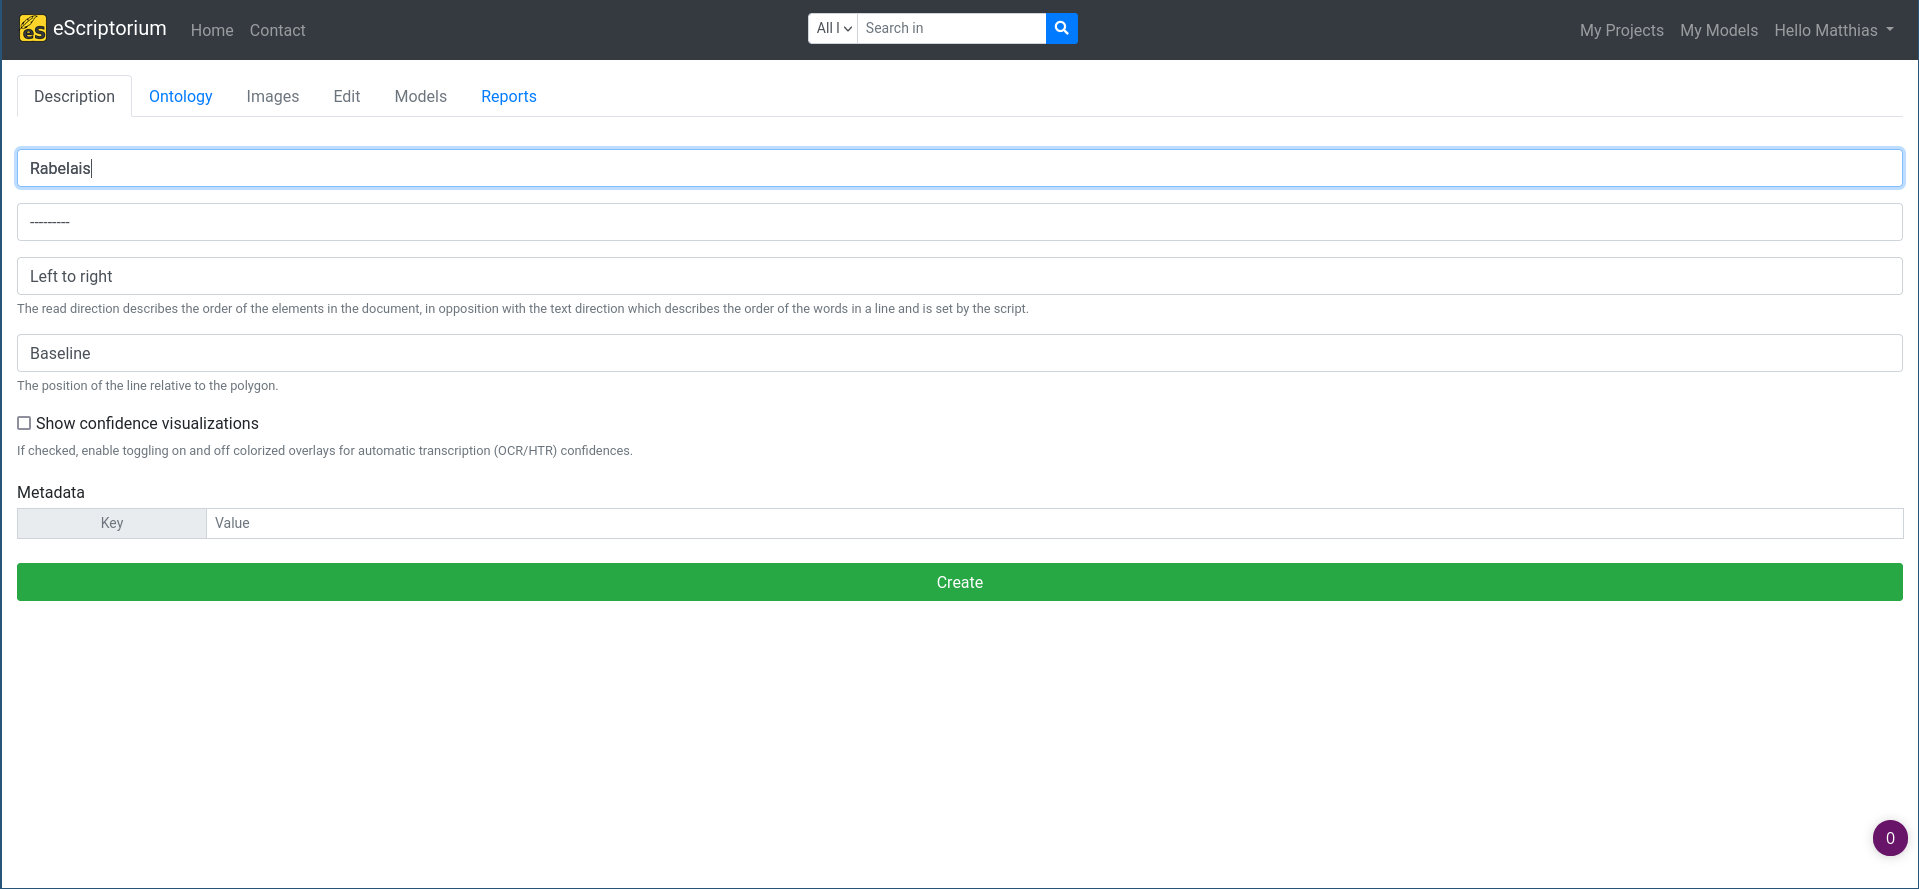 eScriptorium Home Contact All I Search in My Projects My Models Hello Matthias
Description Ontology Images Edit Models Reports
Rabelais
---------
Left to right
The read direction describes the order of the elements in the document, in opposition with the text direction which describes the order of the words in a line and is set by the script.
Baseline
The position of the line relative to the polygon.
Show confidence visualizations
If checked, enable toggling on and off colorized overlays for automatic transcription (OCR/HTR) confidences.
Metadata
Key Value
Create
0